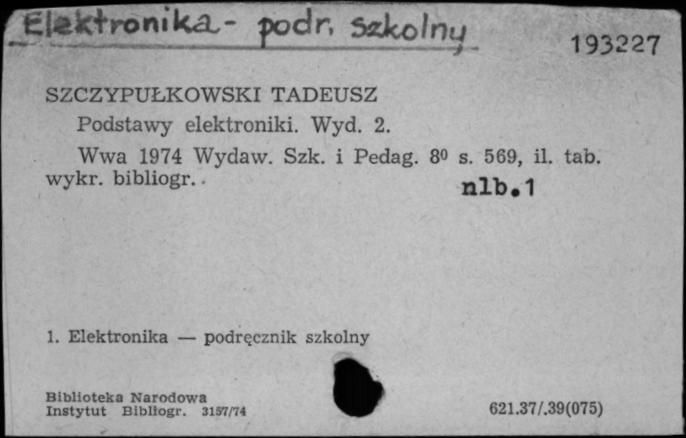 Elektronika - podr. szkolny
193227
SZCZYPUŁKOWSKI TADEUSZ
Podstawy elektroniki. Wyd. 2.
Wwa 1974 Wydaw. Szk. i Pedag. 8⁰ s. 569, il. tab.
wykr. bibliogr.
nlb.1
1. Elektronika — podręcznik szkolny
Biblioteka Narodowa
Instytut Bibliogr. 3157/74
621.37/.39(075)